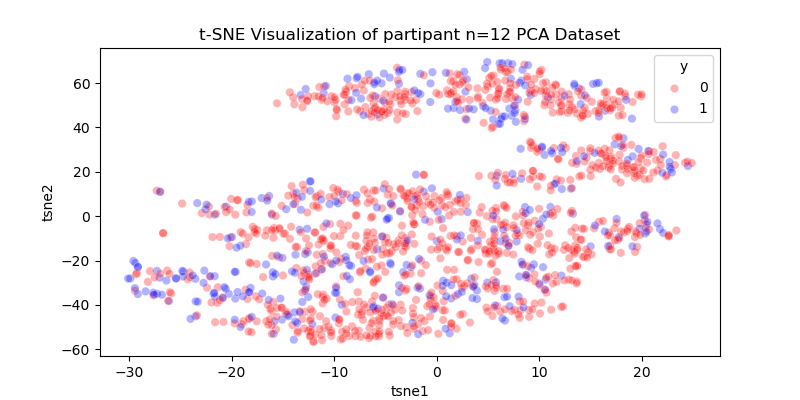 t-SNE Visualization of partipant n=12 PCA Dataset
y
0
1
60
40
20
0
−20
−40
−60
tsne2
−30 −20 −10 0 10 20
tsne1